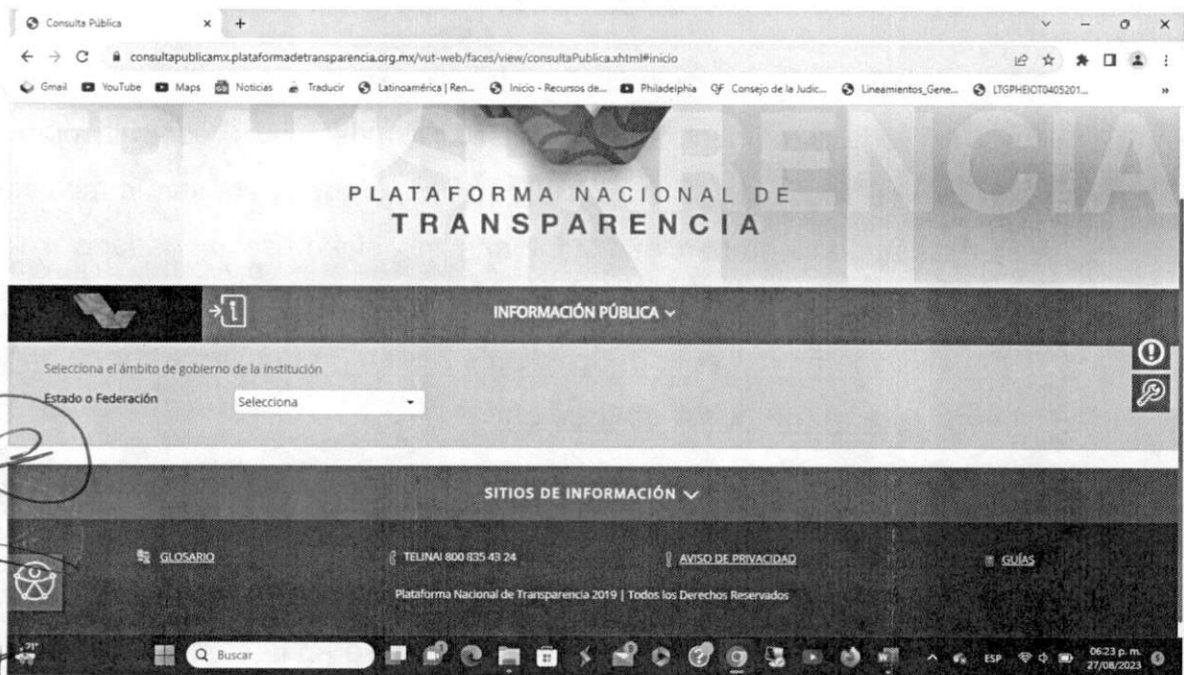 Consulta Pública
consultapublicamx.plataformadetransparencia.org.mx/vut-web/faces/view/consultaPublica.xhtml#inicio
Gmail YouTube Maps Noticias Traducir Latinoamérica | Ren... Inicio - Recursos de... Philadelphia Consejo de la Judic... Lineamientos_Gene... LTGPHEICT0405201...
RENCIA
PLATAFORMA NACIONAL DE
TRANSPARENCIA
INFORMACIÓN PÚBLICA
Selecciona el ámbito de gobierno de la institución
Estado o Federación Selecciona
SITIOS DE INFORMACIÓN
GLOSARIO TELINAI 800 835 43 24 AVISO DE PRIVACIDAD GUÍAS
Plataforma Nacional de Transparencia 2019 | Todos los Derechos Reservados
21° Buscar ESP 06:23 p. m.
27/08/2023